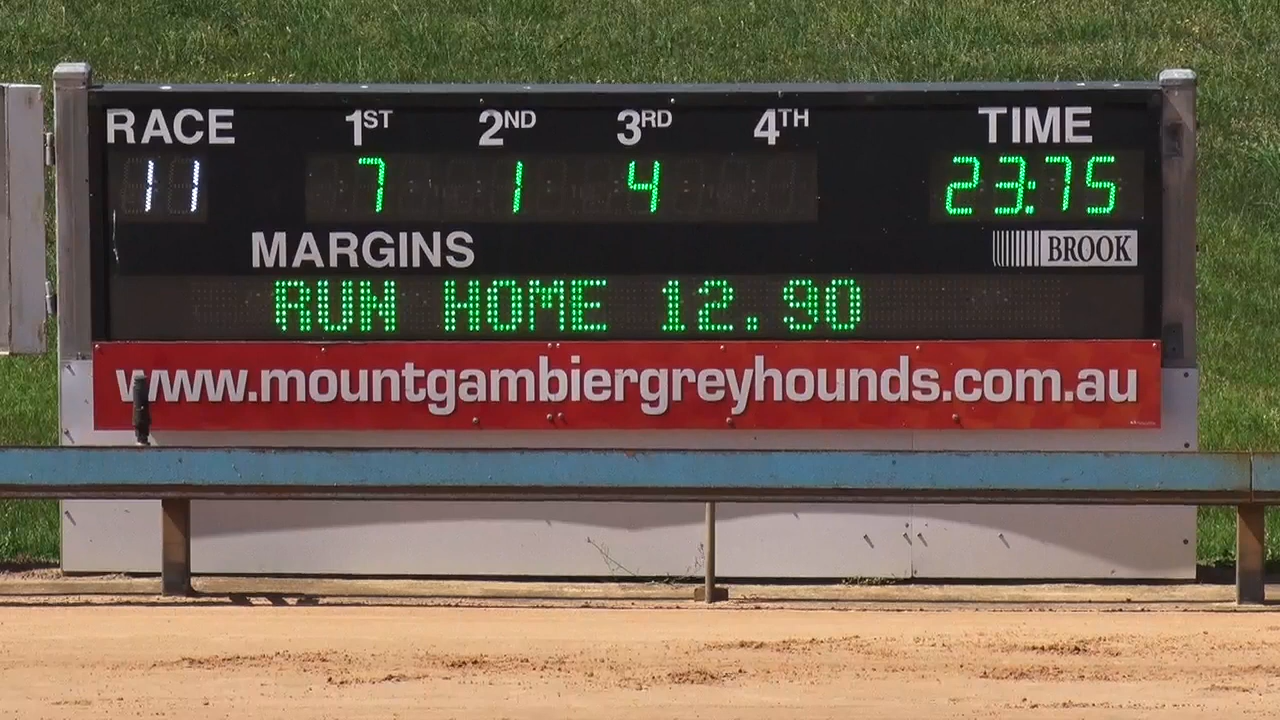 RACE 1ST 2ND 3RD 4TH TIME
11 7 1 4 23:75
MARGINS BROOK
RUN HOME 12.90
www.mountgambiergreyhounds.com.au